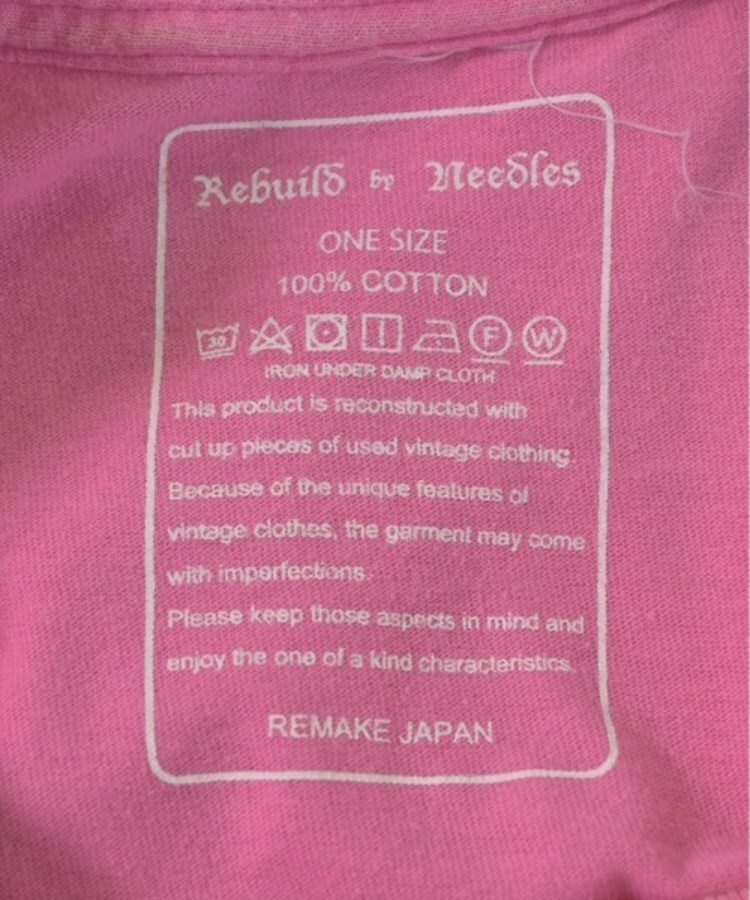 Rebuild by Needles
ONE SIZE
100% COTTON
30 F W
IRON UNDER DAMP CLOTH
This product is reconstructed with
cut up pieces of used vintage clothing.
Because of the unique features of
vintage clothes, the garment may come
with imperfections.
Please keep those aspects in mind and
enjoy the one of a kind characteristics.
REMAKE JAPAN